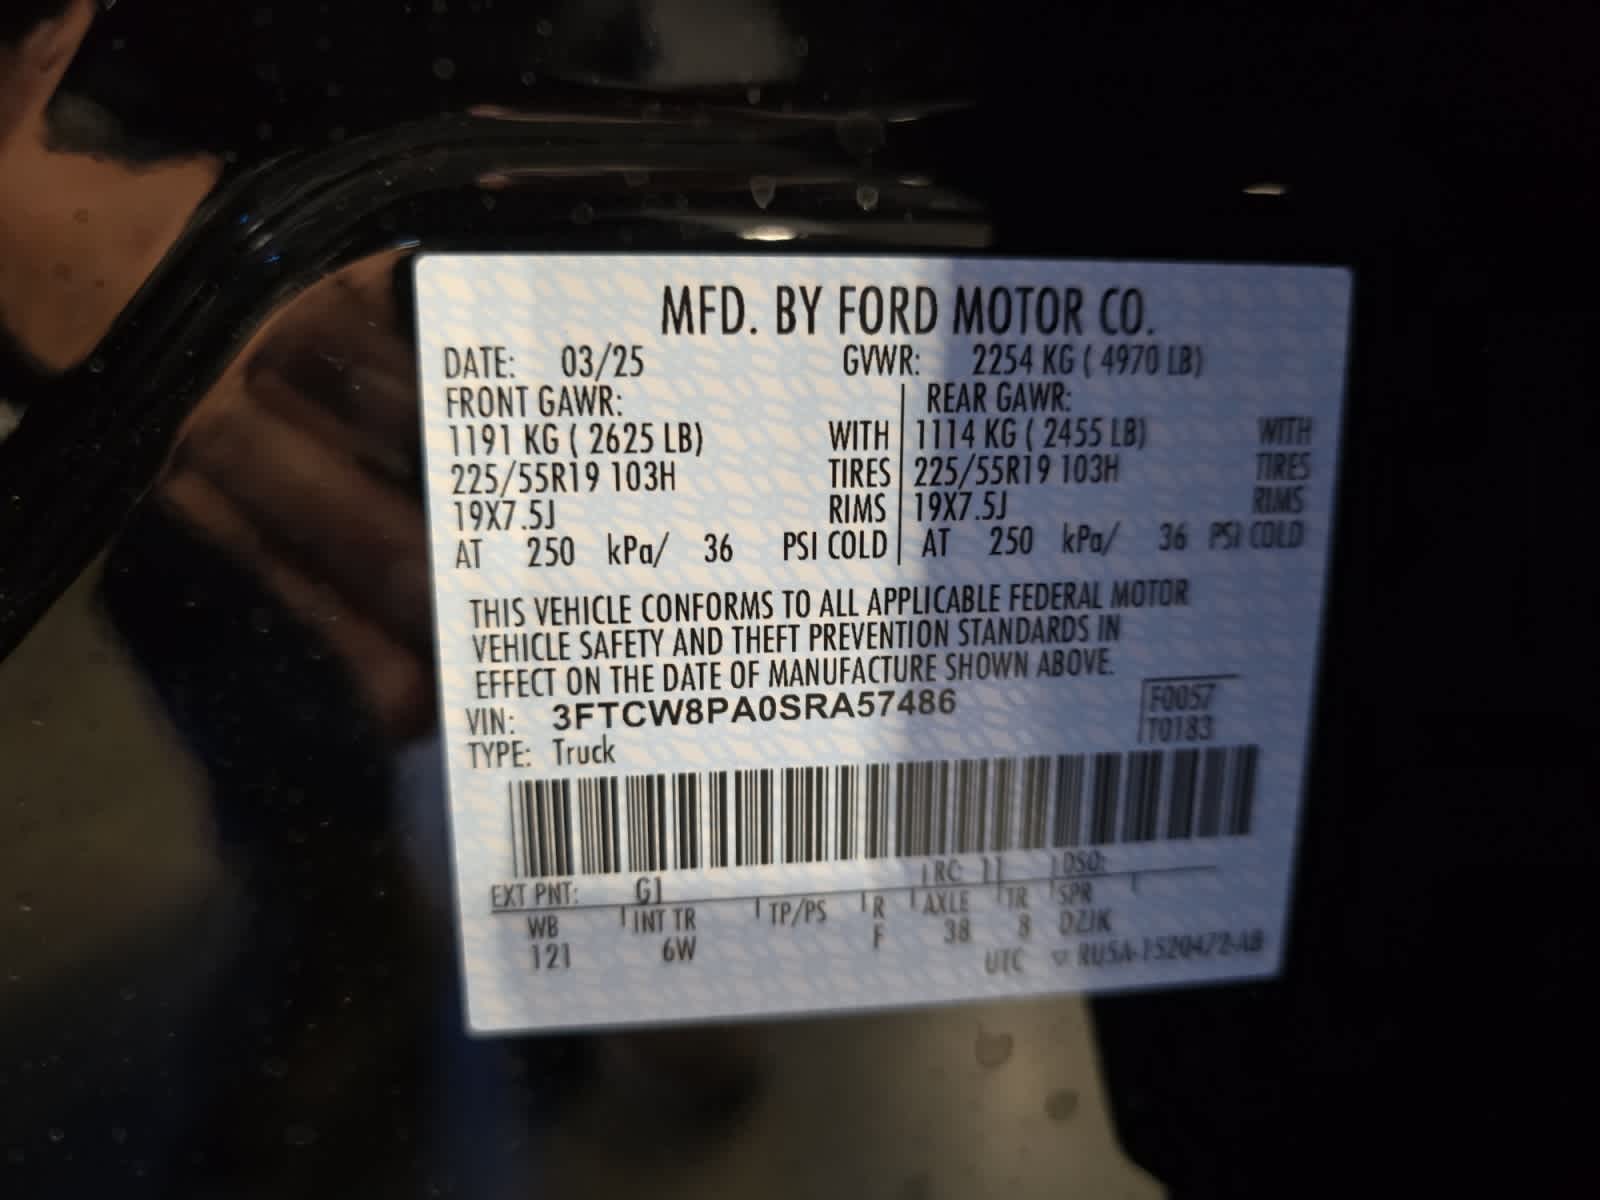 MFD. BY FORD MOTOR CO.
DATE: 03/25 GVWR: 2254 KG ( 4970 LB)
FRONT GAWR: REAR GAWR:
1191 KG ( 2625 LB) WITH 1114 KG ( 2455 LB) WITH
225/55R19 103H TIRES 225/55R19 103H TIRES
19X7.5J RIMS 19X7.5J RIMS
AT 250 kPa/ 36 PSI COLD AT 250 kPa/ 36 PSI COLD
THIS VEHICLE CONFORMS TO ALL APPLICABLE FEDERAL MOTOR
VEHICLE SAFETY AND THEFT PREVENTION STANDARDS IN
EFFECT ON THE DATE OF MANUFACTURE SHOWN ABOVE.
VIN: 3FTCW8PA0SRA57486 F0057
TYPE: Truck T0183
EXT PNT: G1 RC: 11 DSO:
WB INT TR TP/PS R AXLE TR SPR
121 6W F 38 8 DZJK
UTC ▽ RU5A-1520472-AB